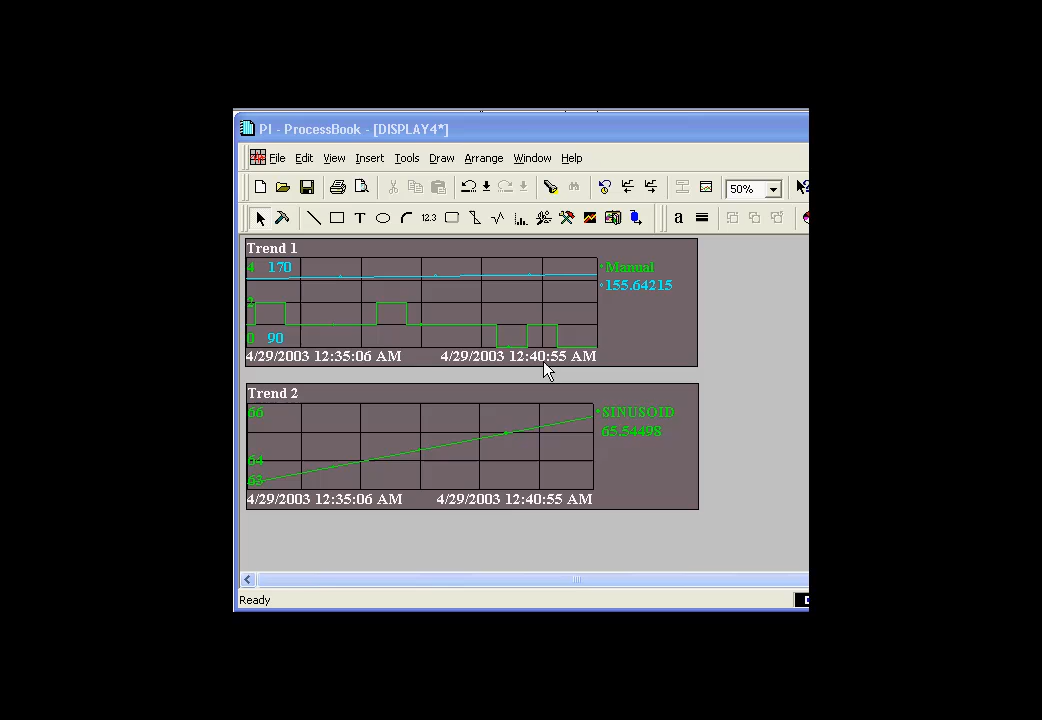 PI - ProcessBook - [DISPLAY4*]
File Edit View Insert Tools Draw Arrange Window Help
50%
T 12.3 a
Trend 1
4 170
Manual
155.64215
2
0 90
4/29/2003 12:35:06 AM 4/29/2003 12:40:55 AM
Trend 2
66
SINUSOID
65.54498
64
63
4/29/2003 12:35:06 AM 4/29/2003 12:40:55 AM
Ready